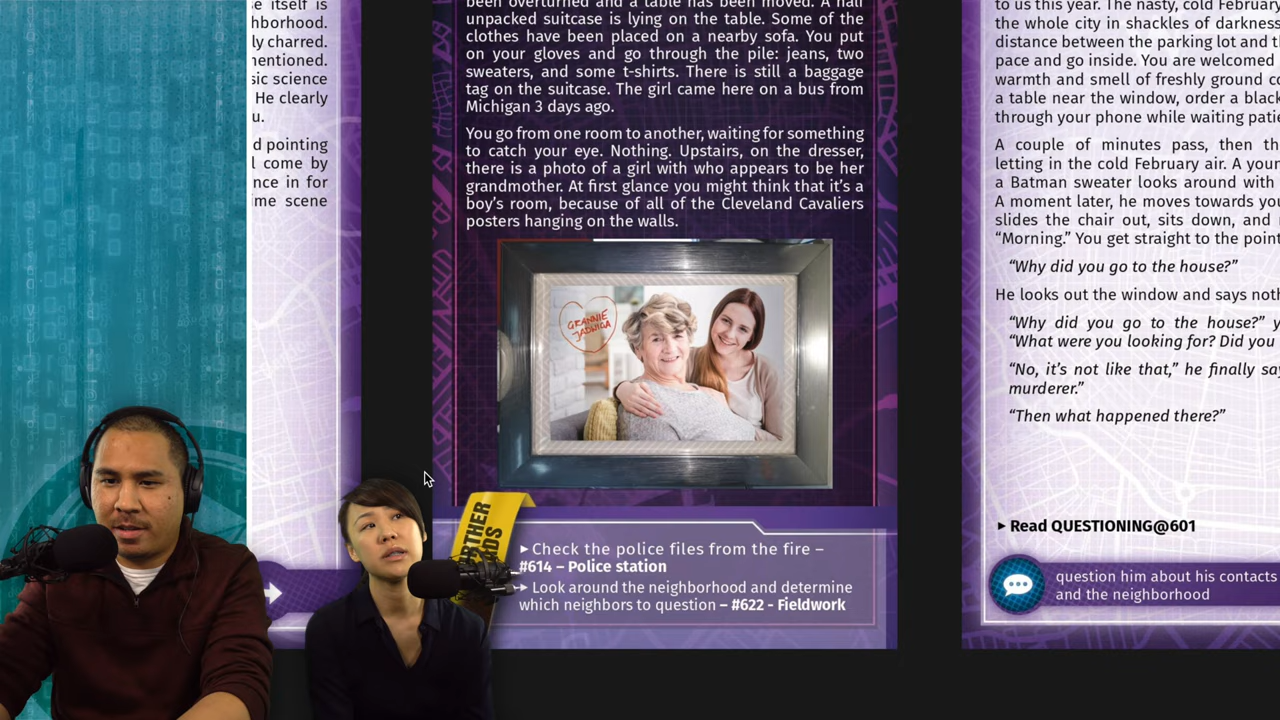 e itself is
hborhood.
ly charred.
nentioned.
sic science
He clearly
u.
d pointing
l come by
nce in for
ime scene
been overturned and a table has been moved. A half
unpacked suitcase is lying on the table. Some of the
clothes have been placed on a nearby sofa. You put
on your gloves and go through the pile: jeans, two
sweaters, and some t-shirts. There is still a baggage
tag on the suitcase. The girl came here on a bus from
Michigan 3 days ago.
You go from one room to another, waiting for something
to catch your eye. Nothing. Upstairs, on the dresser,
there is a photo of a girl with who appears to be her
grandmother. At first glance you might think that it's a
boy's room, because of all of the Cleveland Cavaliers
posters hanging on the walls.
GRANNIE
JADWIGA
RTHER
DS
▸ Check the police files from the fire –
#614 – Police station
▸ Look around the neighborhood and determine
which neighbors to question – #622 - Fieldwork
to us this year. The nasty, cold February
the whole city in shackles of darkness
distance between the parking lot and th
pace and go inside. You are welcomed
warmth and smell of freshly ground co
a table near the window, order a black
through your phone while waiting patie
A couple of minutes pass, then th
letting in the cold February air. A your
a Batman sweater looks around with
A moment later, he moves towards you
slides the chair out, sits down, and
“Morning.” You get straight to the point
“Why did you go to the house?”
He looks out the window and says noth
“Why did you go to the house?” y
“What were you looking for? Did you
“No, it's not like that,” he finally say
murderer.”
“Then what happened there?”
▸ Read QUESTIONING@601
question him about his contacts
and the neighborhood